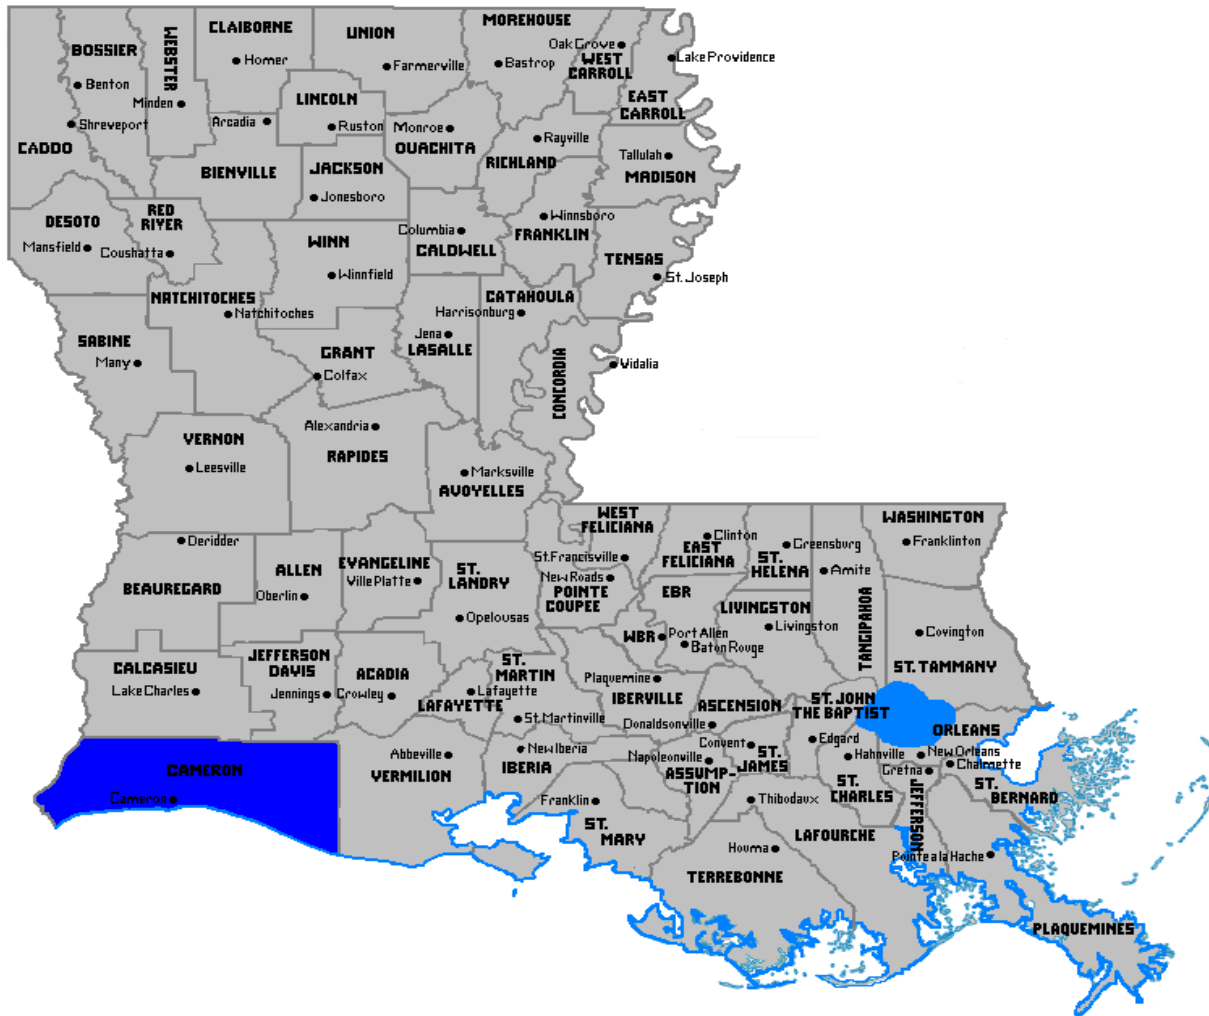 MOREHOUSE
CLAIBORNE
UNION
WEBSTER
BOSSIER
Oak Grove
WEST
CARROLL
Lake Providence
Homer
Farmerville
Bastrop
Benton
LINCOLN
EAST
CARROLL
Minden
Shreveport
Arcadia
Ruston
Monroe
OUACHITA
Rayville
CADDO
RICHLAND
Tallulah
MADISON
BIENVILLE
JACKSON
Jonesboro
RED
RIVER
DESOTO
Winnsboro
FRANKLIN
Columbia
CALDWELL
Mansfield
Coushatta
WINN
Winnfield
TENSAS
St. Joseph
NATCHITOCHES
Natchitoches
CATAHOULA
Harrisonburg
SABINE
Many
Jena
LASALLE
GRANT
Colfax
CONCORDIA
Vidalia
VERNON
Leesville
Alexandria
RAPIDES
Marksville
AVOYELLES
WEST
FELICIANA
WASHINGTON
Franklinton
Deridder
Clinton
EAST
FELICIANA
Greensburg
ST.
HELENA
St. Francisville
EVANGELINE
Ville Platte
ALLEN
Oberlin
ST.
LANDRY
New Roads
POINTE
COUPEE
Amite
BEAUREGARD
EBR
LIVINGSTON
Livingston
TANGIPAHOA
Opelousas
WBR
Port Allen
Baton Rouge
Covington
ST. TAMMANY
CALCASIEU
Lake Charles
JEFFERSON
DAVIS
Jennings
ACADIA
Crowley
ST.
MARTIN
Lafayette
LAFAYETTE
Plaquemine
IBERVILLE
ASCENSION
ST. JOHN
THE BAPTIST
St. Martinville
Donaldsonville
ORLEANS
Edgard
Convent
ST.
JAMES
Hahnville
New Orleans
Chalmette
Abbeville
VERMILION
New Iberia
IBERIA
Napoleonville
ASSUMP-
TION
Gretna
CAMERON
Cameron
ST.
CHARLES
JEFFERSON
ST.
BERNARD
Franklin
ST.
MARY
Thibodaux
LAFOURCHE
Houma
Pointe a la Hache
TERREBONNE
PLAQUEMINES